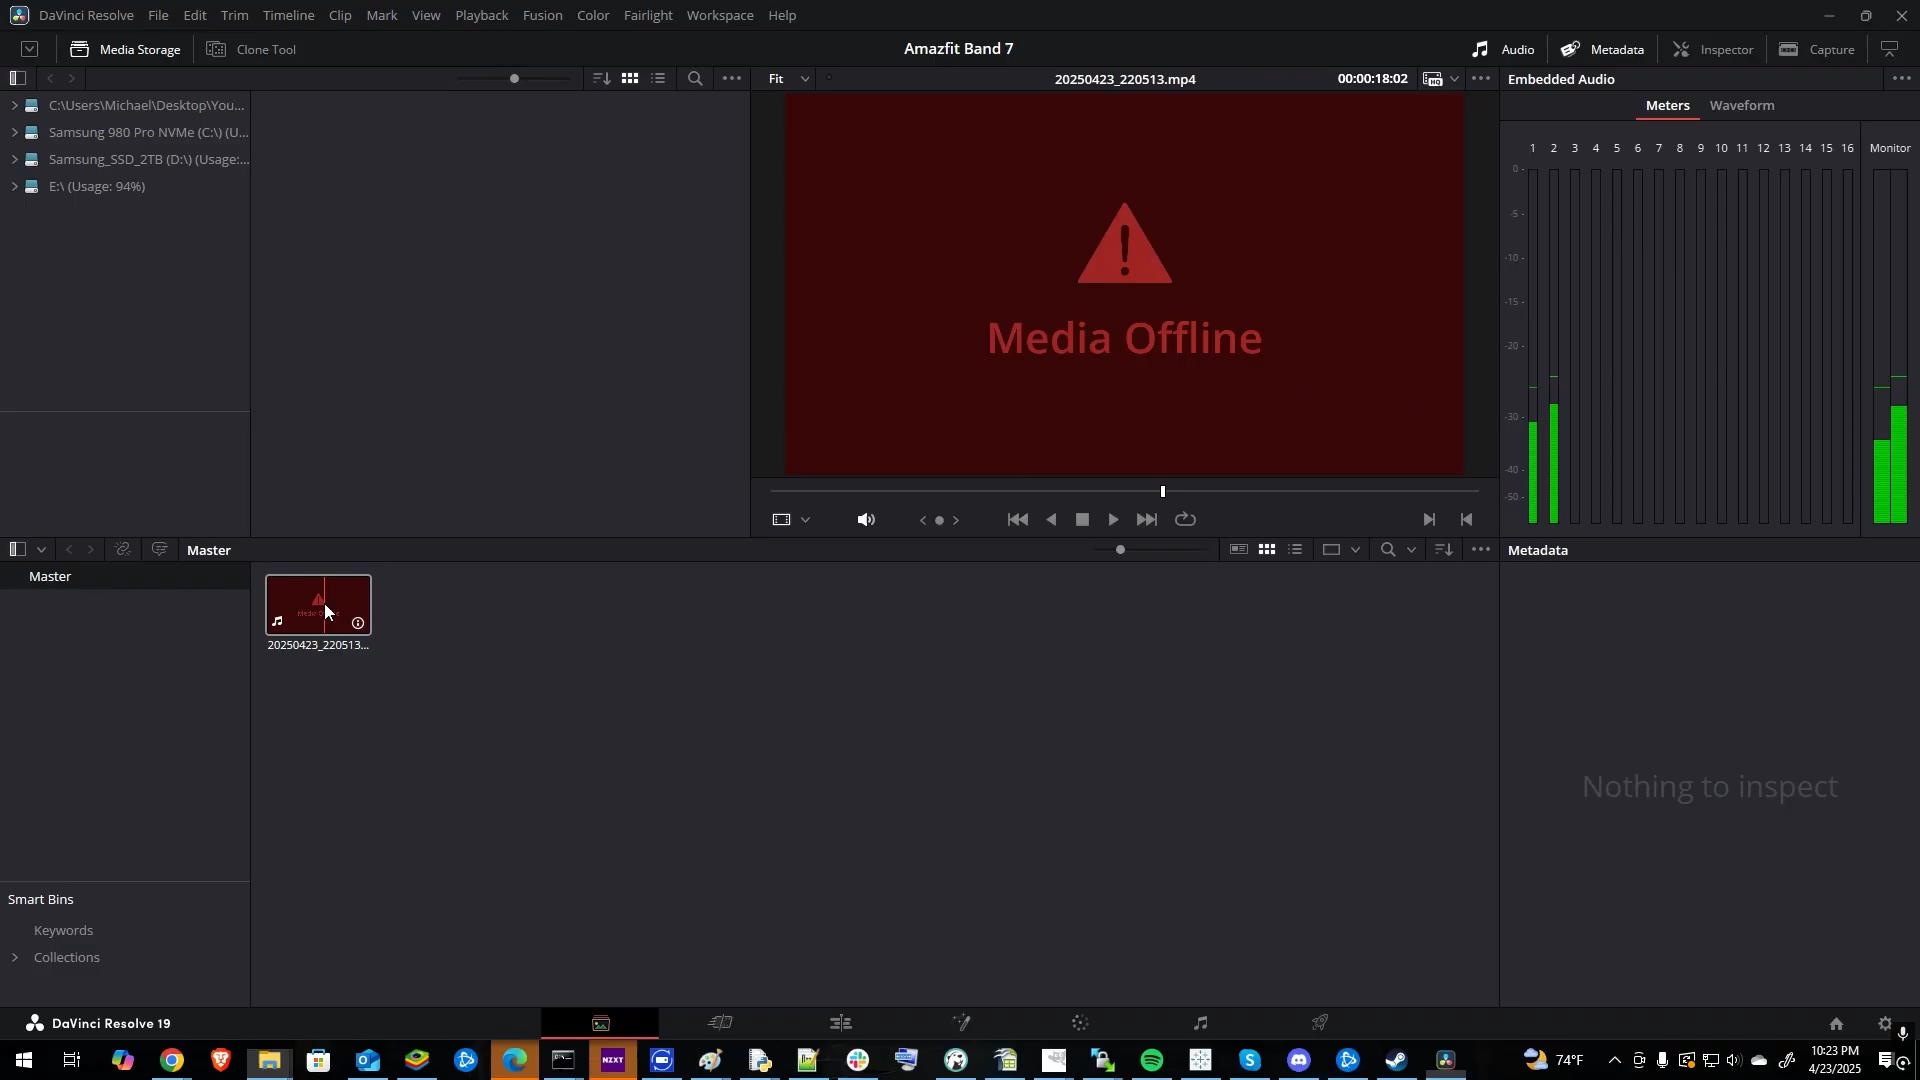 DaVinci Resolve File Edit Trim Timeline Clip Mark View Playback Fusion Color Fairlight Workspace Help
Media Storage Clone Tool Amazfit Band 7 Audio Metadata Inspector Capture
Fit 20250423_220513.mp4 00:00:18:02 Embedded Audio
C:\Users\Michael\Desktop\You...
Samsung 980 Pro NVMe (C:\) (U...
Samsung_SSD_2TB (D:\) (Usage:...
E:\ (Usage: 94%)
Meters Waveform
1 2 3 4 5 6 7 8 9 10 11 12 13 14 15 16 Monitor
0 -
-5 -
-10 -
-15 -
-20 -
-30 -
-40 -
-50 -
Media Offline
Master Metadata
Master
20250423_220513...
Nothing to inspect
Smart Bins
Keywords
Collections
DaVinci Resolve 19
NZXT
74°F
10:23 PM
4/23/2025